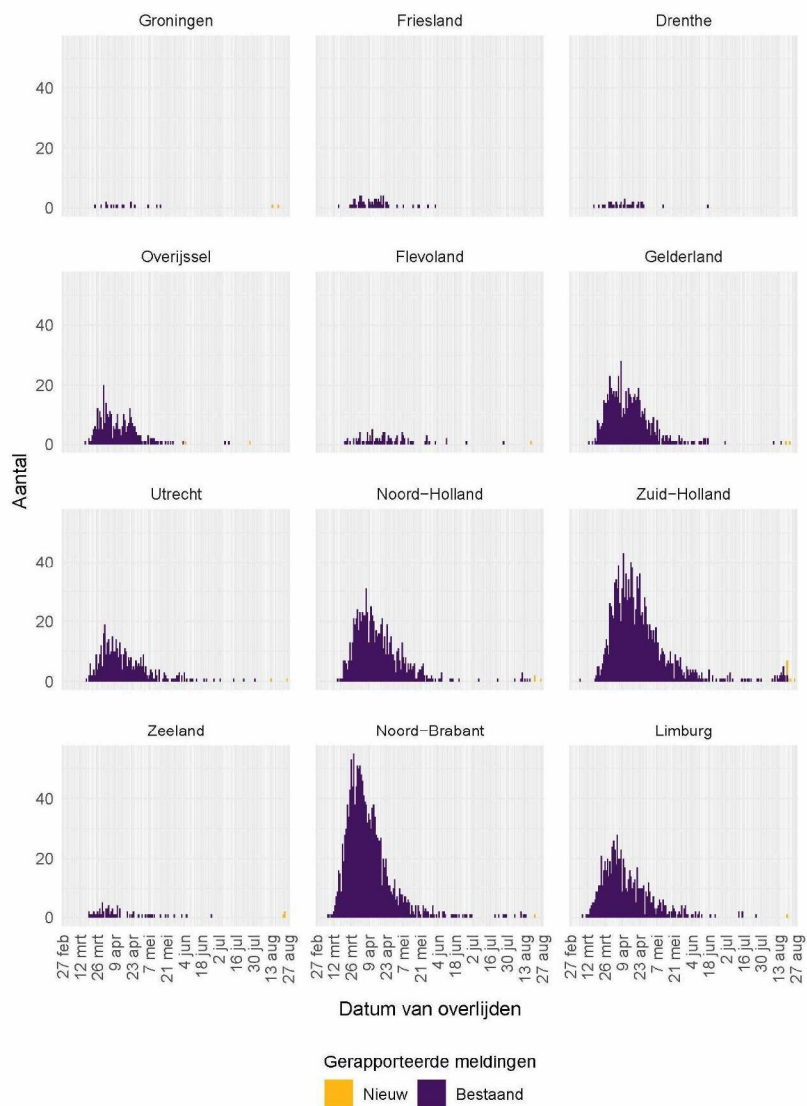 Groningen Friesland Drenthe
40
20
0
Overijssel Flevoland Gelderland
40
20
0
Aantal
Utrecht Noord−Holland Zuid−Holland
40
20
0
Zeeland Noord−Brabant Limburg
40
20
0
27 feb 12 mrt 26 mrt 9 apr 23 apr 7 mei 21 mei 4 jun 18 jun 2 jul 16 jul 30 jul 13 aug 27 aug 27 feb 12 mrt 26 mrt 9 apr 23 apr 7 mei 21 mei 4 jun 18 jun 2 jul 16 jul 30 jul 13 aug 27 aug 27 feb 12 mrt 26 mrt 9 apr 23 apr 7 mei 21 mei 4 jun 18 jun 2 jul 16 jul 30 jul 13 aug 27 aug
Datum van overlijden
Gerapporteerde meldingen
Nieuw Bestaand